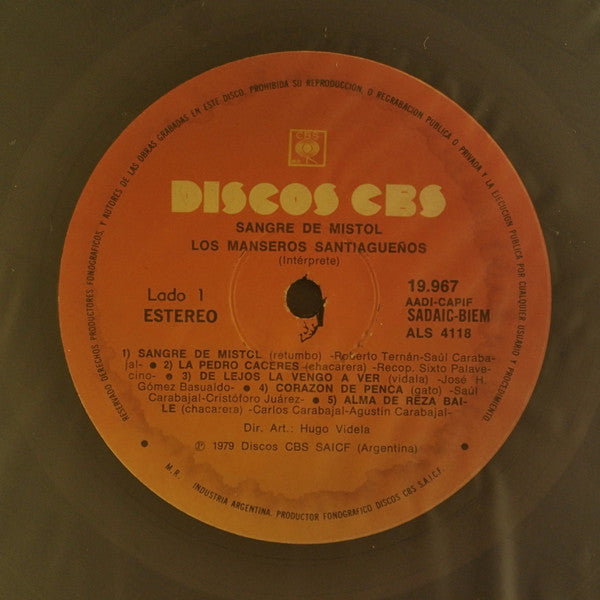 RESERVADO DERECHOS PRODUCTORES FONOGRAFICOS, Y AUTORES DE LAS OBRAS GRABADAS EN ESTE DISCO. PROHIBIDA SU REPRODUCCION, O REGRABACION PUBLICA O PRIVADA Y LA EJECUCION PUBLICA POR CUALQUIER USUARIO Y PROCEDIMIENTO
CBS
DISCOS CBS
SANGRE DE MISTOL
LOS MANSEROS SANTIAGUEÑOS
(Intérprete)
Lado 1
ESTEREO
19.967
AADI-CAPIF
SADAIC-BIEM
ALS 4118
1) SANGRE DE MISTOL (retumbo) -Roberto Ternán-Saúl Caraba-
jal- ● 2) LA PEDRO CACERES (chacarera) -Recop. Sixto Palave-
cino- ● 3) DE LEJOS LA VENGO A VER (vidala) -José H.
Gómez Basualdo- ● 4) CORAZON DE PENCA (gato) -Saúl
Carabajal-Cristóforo Juárez- ● 5) ALMA DE REZA BAI-
LE (chacarera) -Carlos Carabajal-Agustín Carabajal-
Dir. Art.: Hugo Videla
℗ 1979 Discos CBS SAICF (Argentina)
M.R. INDUSTRIA ARGENTINA. PRODUCTOR FONOGRAFICO DISCOS CBS S.A.I.C.F.